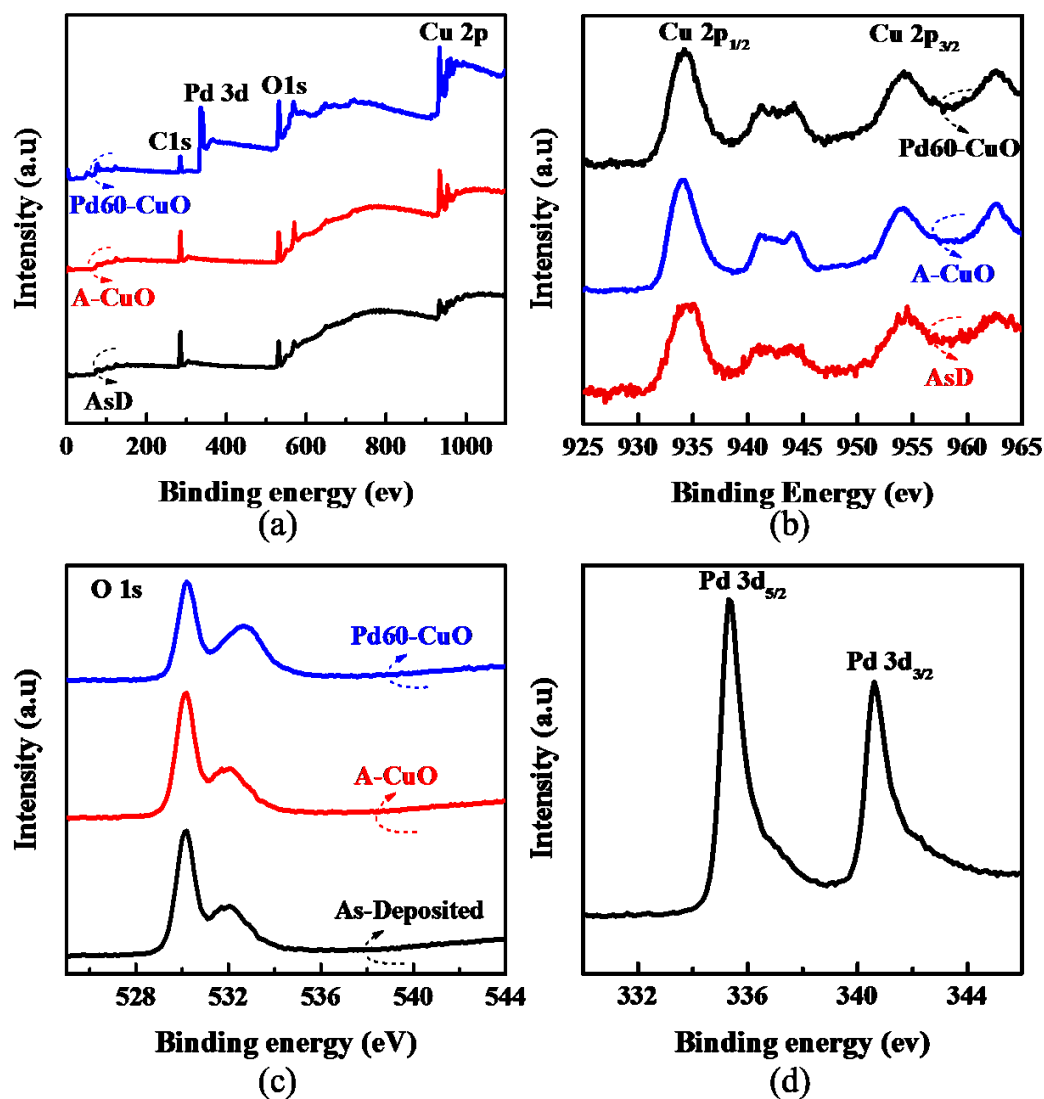 Cu 2p
Pd 3d
O1s
C1s
Pd60-CuO
A-CuO
AsD
Intensity (a.u)
0 200 400 600 800 1000
Binding energy (ev)
(a)
Cu 2p1/2 Cu 2p3/2
Pd60-CuO
A-CuO
AsD
Intensity (a.u)
925 930 935 940 945 950 955 960 965
Binding Energy (ev)
(b)
O 1s
Pd60-CuO
A-CuO
As-Deposited
Intensity (a.u)
528 532 536 540 544
Binding energy (eV)
(c)
Pd 3d5/2
Pd 3d3/2
Intensity (a.u)
332 336 340 344
Binding energy (ev)
(d)